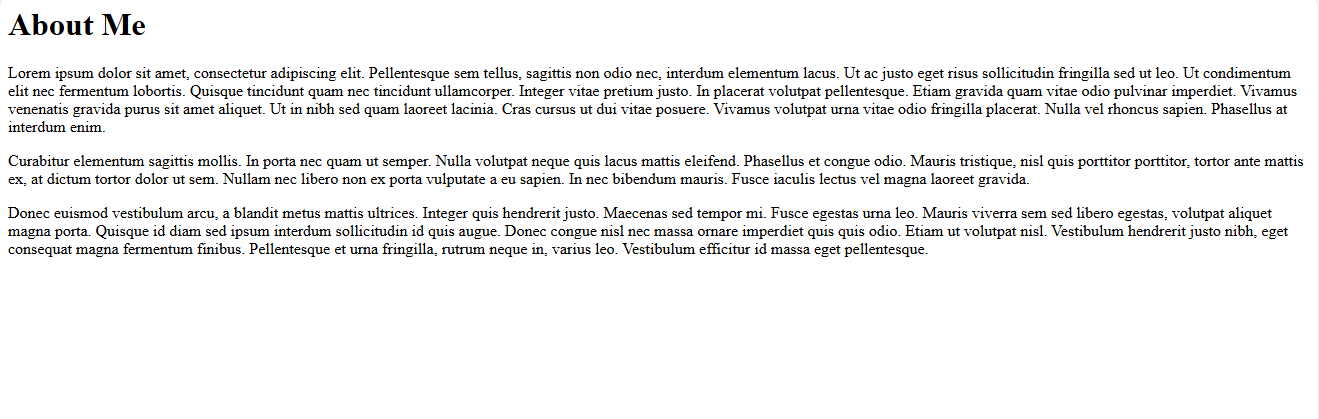 About Me
Lorem ipsum dolor sit amet, consectetur adipiscing elit. Pellentesque sem tellus, sagittis non odio nec, interdum elementum lacus. Ut ac justo eget risus sollicitudin fringilla sed ut leo. Ut condimentum
elit nec fermentum lobortis. Quisque tincidunt quam nec tincidunt ullamcorper. Integer vitae pretium justo. In placerat volutpat pellentesque. Etiam gravida quam vitae odio pulvinar imperdiet. Vivamus
venenatis gravida purus sit amet aliquet. Ut in nibh sed quam laoreet lacinia. Cras cursus ut dui vitae posuere. Vivamus volutpat urna vitae odio fringilla placerat. Nulla vel rhoncus sapien. Phasellus at
interdum enim.
Curabitur elementum sagittis mollis. In porta nec quam ut semper. Nulla volutpat neque quis lacus mattis eleifend. Phasellus et congue odio. Mauris tristique, nisl quis porttitor porttitor, tortor ante mattis
ex, at dictum tortor dolor ut sem. Nullam nec libero non ex porta vulputate a eu sapien. In nec bibendum mauris. Fusce iaculis lectus vel magna laoreet gravida.
Donec euismod vestibulum arcu, a blandit metus mattis ultrices. Integer quis hendrerit justo. Maecenas sed tempor mi. Fusce egestas urna leo. Mauris viverra sem sed libero egestas, volutpat aliquet
magna porta. Quisque id diam sed ipsum interdum sollicitudin id quis augue. Donec congue nisl nec massa ornare imperdiet quis quis odio. Etiam ut volutpat nisl. Vestibulum hendrerit justo nibh, eget
consequat magna fermentum finibus. Pellentesque et urna fringilla, rutrum neque in, varius leo. Vestibulum efficitur id massa eget pellentesque.